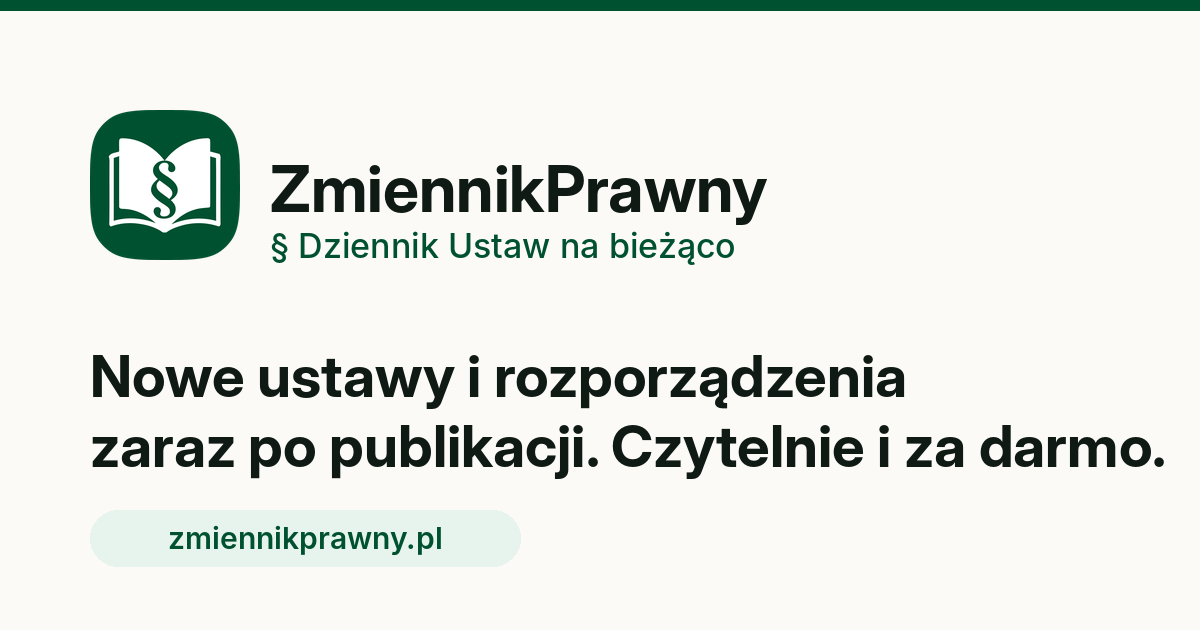 §
ZmiennikPrawny
§ Dziennik Ustaw na bieżąco
Nowe ustawy i rozporządzenia
zaraz po publikacji. Czytelnie i za darmo.
zmiennikprawny.pl